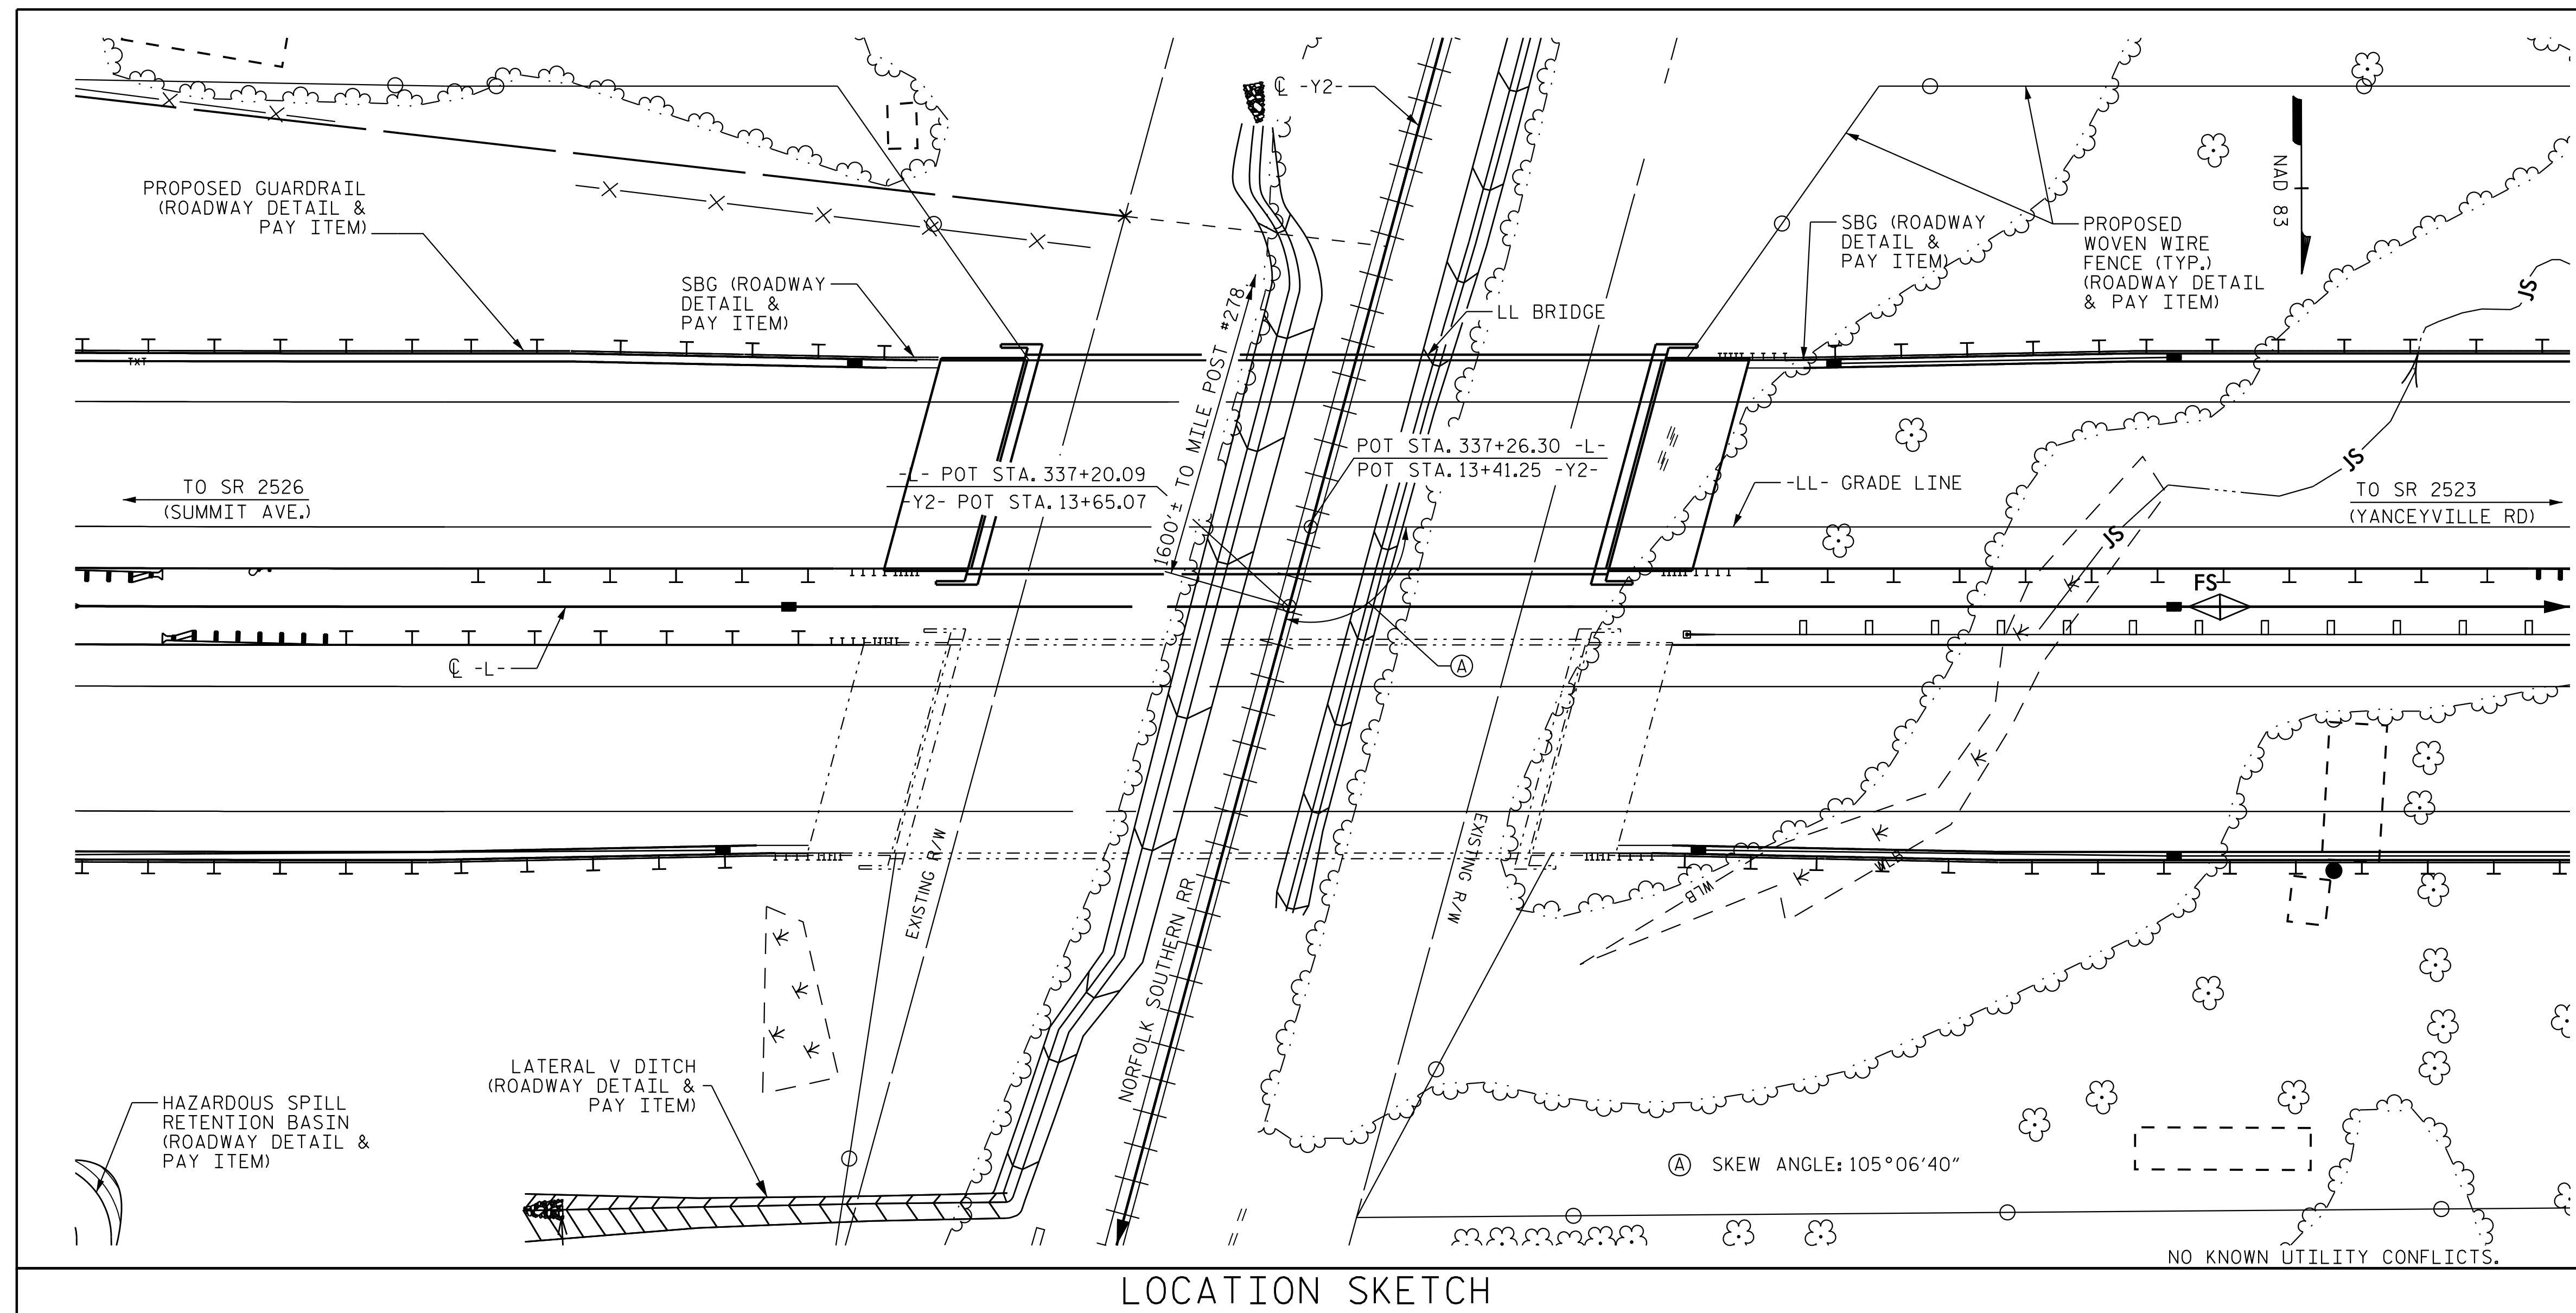 ℄ -Y2-
PROPOSED GUARDRAIL
(ROADWAY DETAIL &
PAY ITEM)
SBG (ROADWAY
DETAIL &
PAY ITEM)
1600'± TO MILE POST #278
LL BRIDGE
SBG (ROADWAY
DETAIL &
PAY ITEM)
PROPOSED
WOVEN WIRE
FENCE (TYP.)
(ROADWAY DETAIL
& PAY ITEM)
NAD 83
JS
TXT
POT STA. 337+26.30 -L-
POT STA. 13+41.25 -Y2-
-L- POT STA. 337+20.09
-Y2- POT STA. 13+65.07
TO SR 2526
(SUMMIT AVE.)
-LL- GRADE LINE
JS
TO SR 2523
(YANCEYVILLE RD)
JS
FS
℄ -L-
A
EXISTING R/W
EXISTING R/W
WLB
WLB
NORFOLK SOUTHERN RR
LATERAL V DITCH
(ROADWAY DETAIL &
PAY ITEM)
HAZARDOUS SPILL
RETENTION BASIN
(ROADWAY DETAIL &
PAY ITEM)
A SKEW ANGLE: 105°06'40"
NO KNOWN UTILITY CONFLICTS.
LOCATION SKETCH